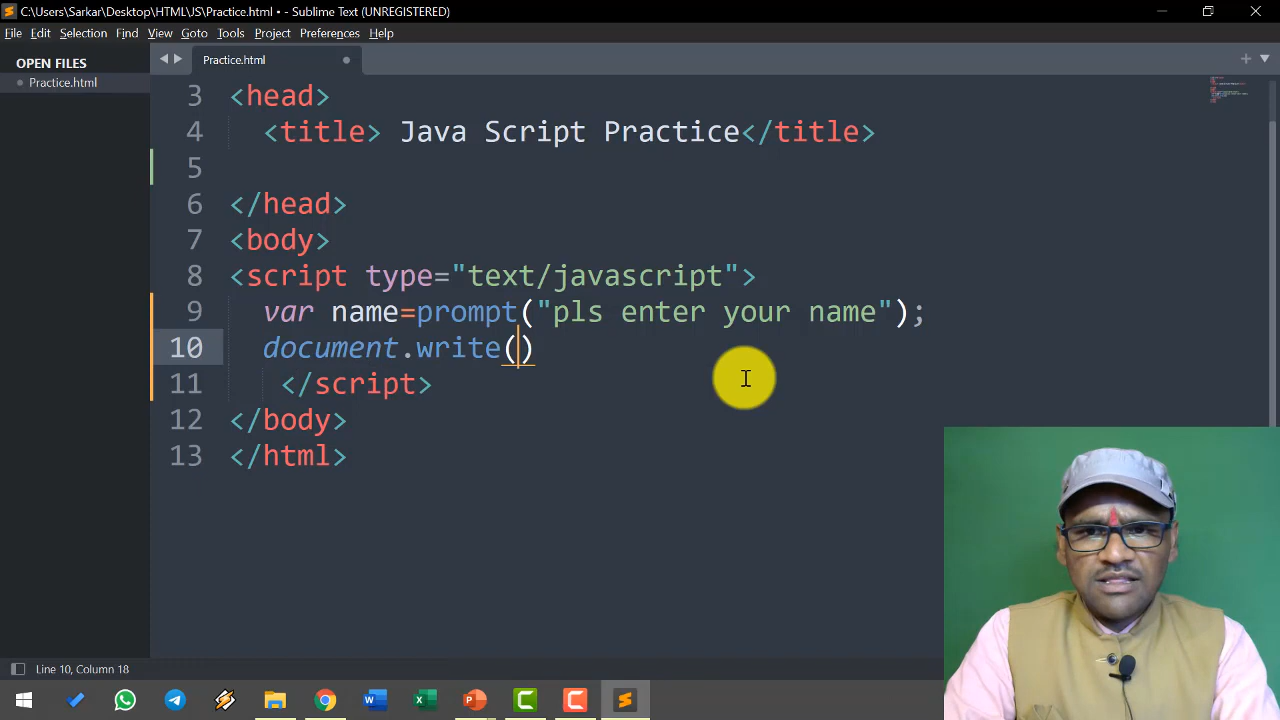 C:\Users\Sarkar\Desktop\HTML\JS\Practice.html • - Sublime Text (UNREGISTERED)
File Edit Selection Find View Goto Tools Project Preferences Help
OPEN FILES
Practice.html
Practice.html
3 <head>
4 <title> Java Script Practice</title>
5
6 </head>
7 <body>
8 <script type="text/javascript">
9 var name=prompt("pls enter your name");
10 document.write()
11 </script>
12 </body>
13 </html>
Line 10, Column 18